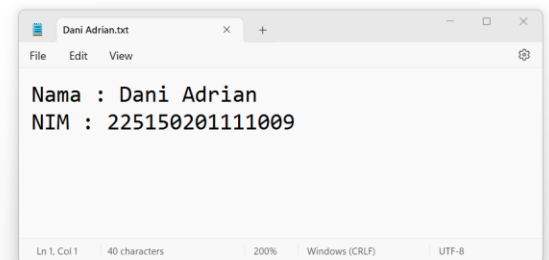 Dani Adrian.txt
File Edit View
Nama : Dani Adrian
NIM : 225150201111009
Ln 1, Col 1 40 characters 200% Windows (CRLF) UTF-8